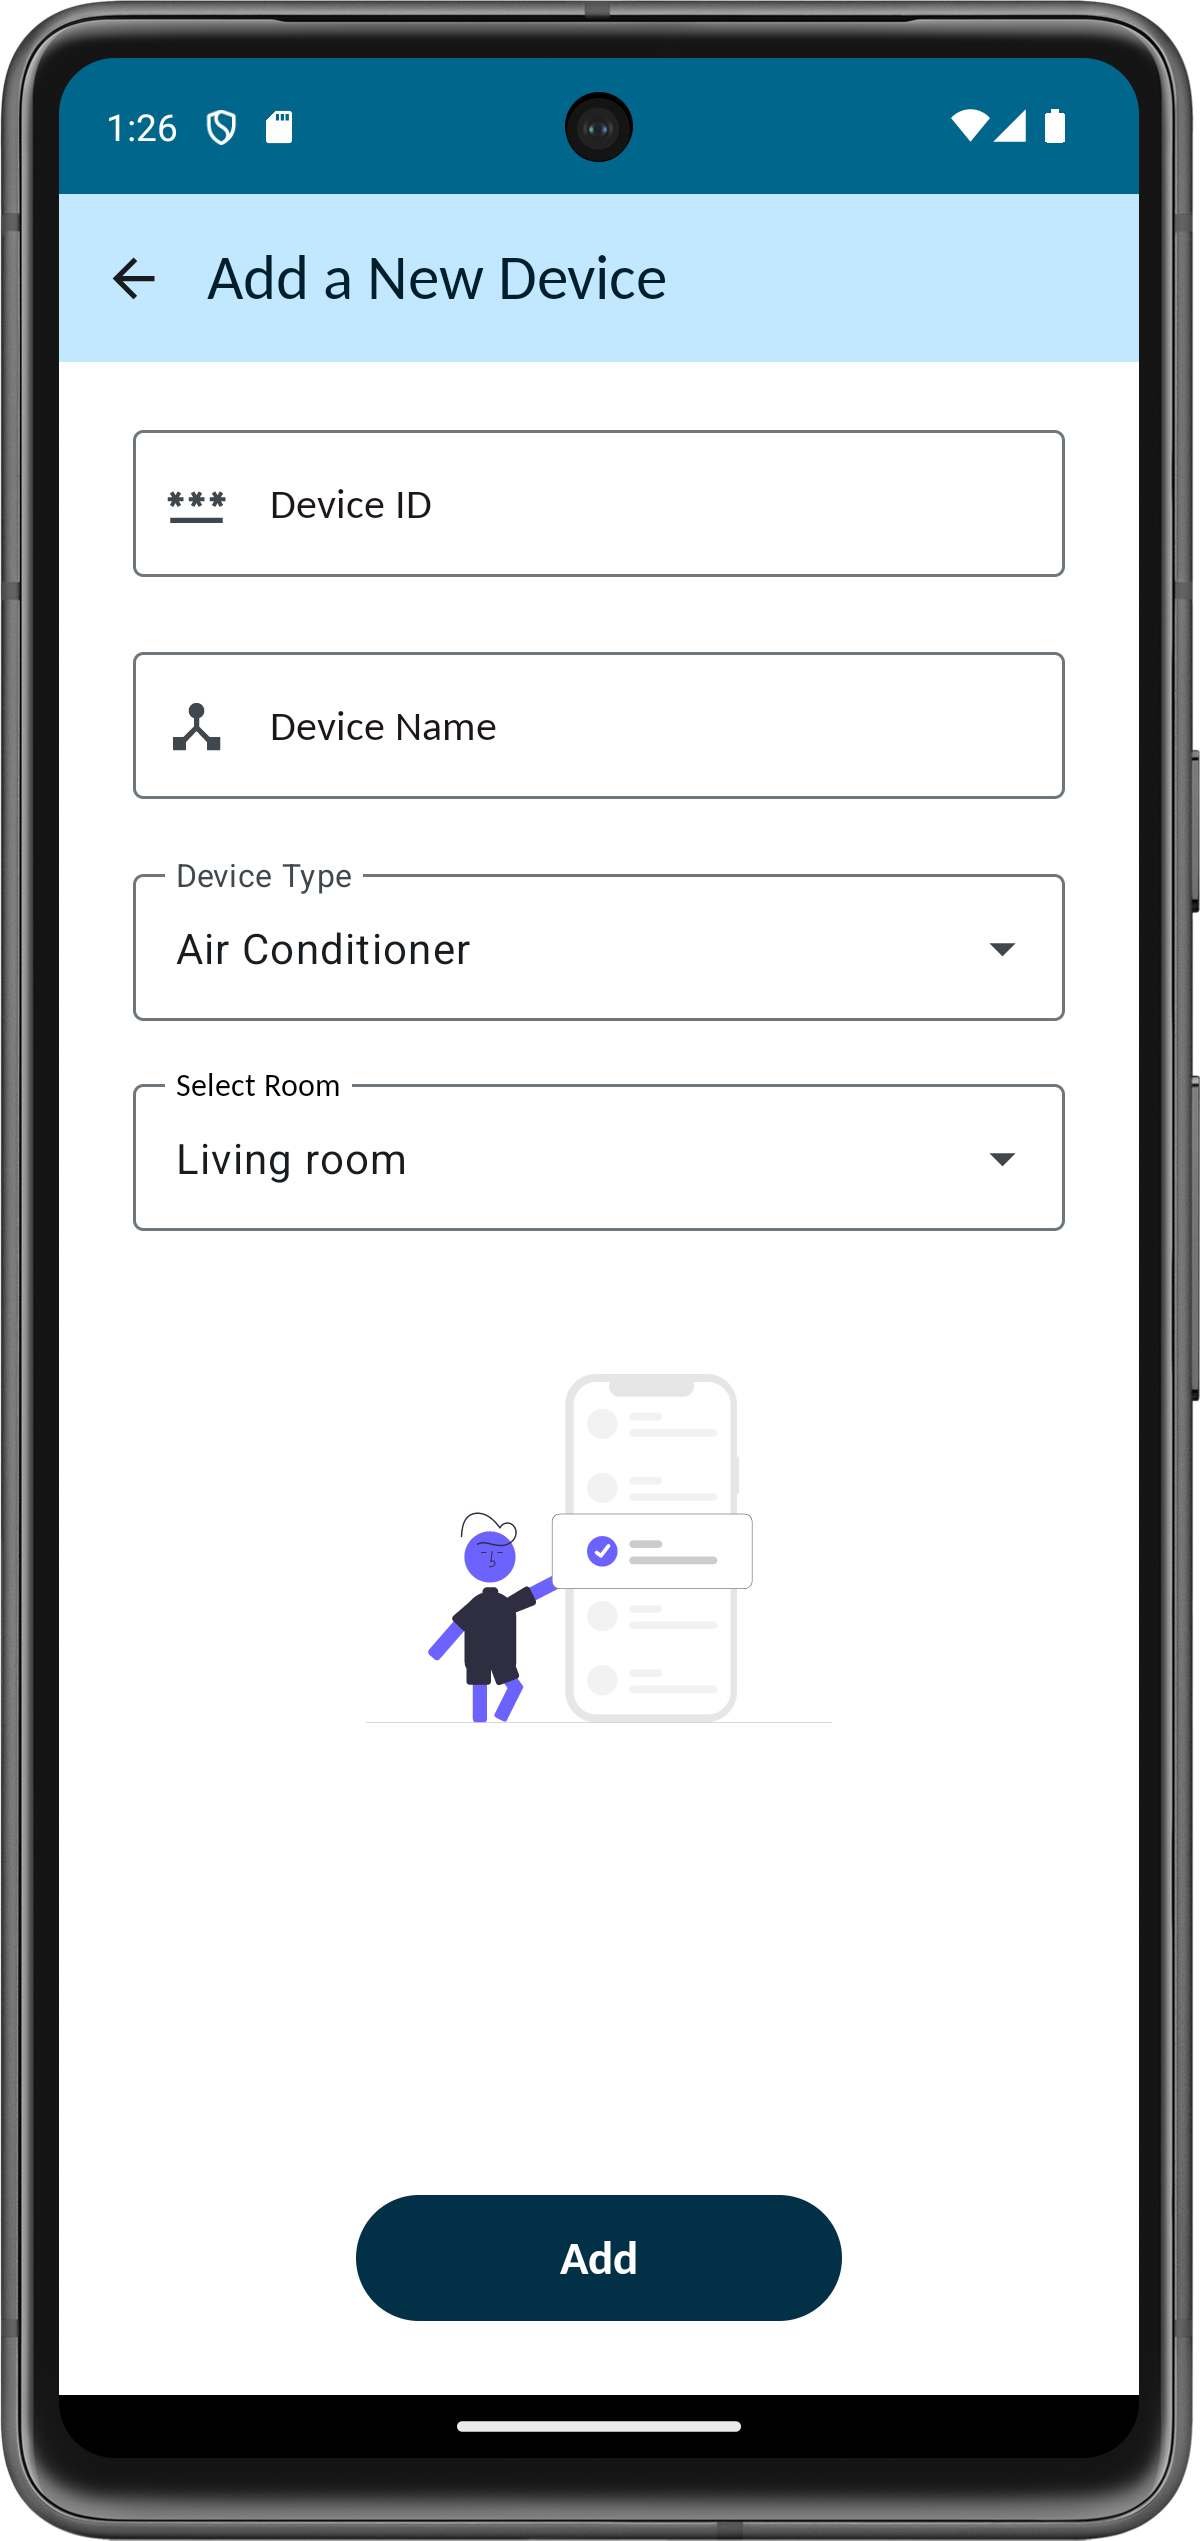 1:26
Add a New Device
Device ID
Device Name
Device Type
Air Conditioner
Select Room
Living room
Add